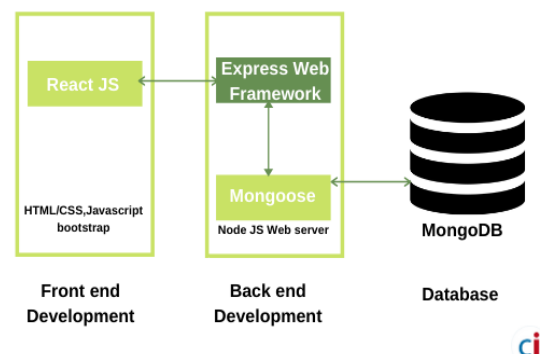 React JS
HTML/CSS,Javascript
bootstrap
Front end
Development
Express Web
Framework
Mongoose
Node JS Web server
Back end
Development
MongoDB
Database
ci